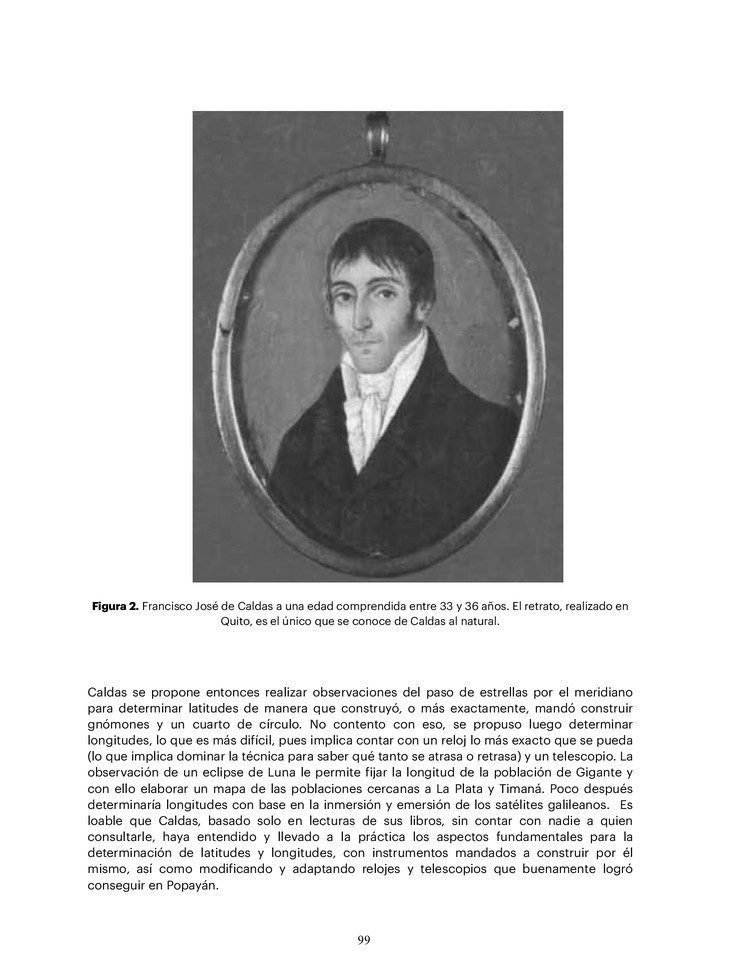 Figura 2. Francisco José de Caldas a una edad comprendida entre 33 y 36 años. El retrato, realizado en
Quito, es el único que se conoce de Caldas al natural.
Caldas se propone entonces realizar observaciones del paso de estrellas por el meridiano
para determinar latitudes de manera que construyó, o más exactamente, mandó construir
gnómones y un cuarto de círculo. No contento con eso, se propuso luego determinar
longitudes, lo que es más difícil, pues implica contar con un reloj lo más exacto que se pueda
(lo que implica dominar la técnica para saber qué tanto se atrasa o retrasa) y un telescopio. La
observación de un eclipse de Luna le permite fijar la longitud de la población de Gigante y
con ello elaborar un mapa de las poblaciones cercanas a La Plata y Timaná. Poco después
determinaría longitudes con base en la inmersión y emersión de los satélites galileanos.  Es
loable que Caldas, basado solo en lecturas de sus libros, sin contar con nadie a quien
consultarle, haya entendido y llevado a la práctica los aspectos fundamentales para la
determinación de latitudes y longitudes, con instrumentos mandados a construir por él
mismo, así como modificando y adaptando relojes y telescopios que buenamente logró
conseguir en Popayán.
99